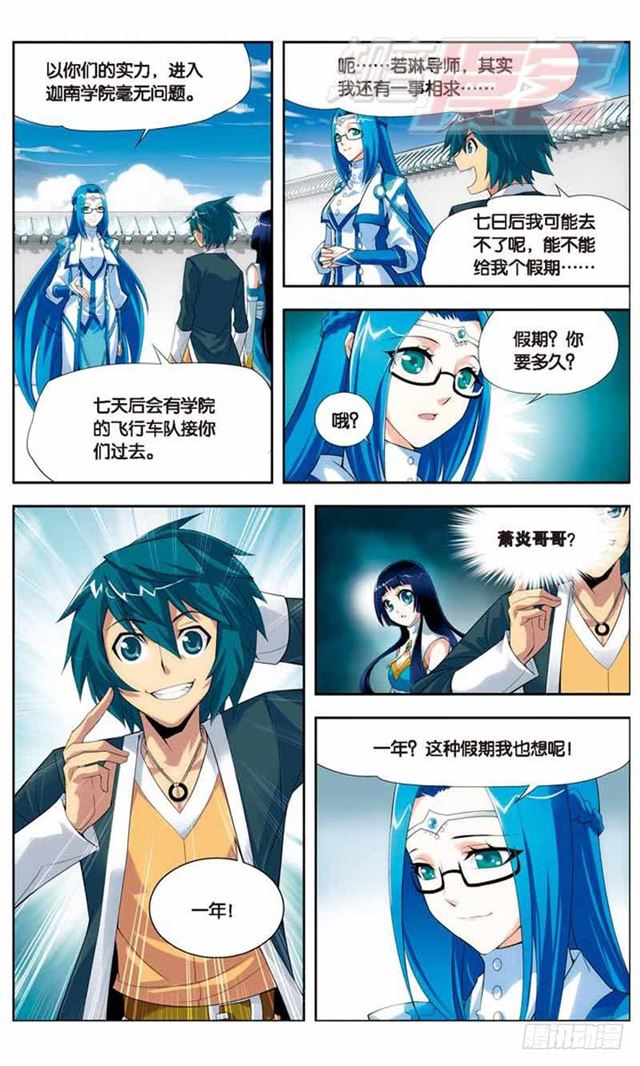 以你们的实力，进入
迦南学院毫无问题。
七天后会有学院
的飞行车队接你
们过去。
呃……若琳导师，其实
我还有一事相求……
七日后我可能去
不了呢，能不能
给我个假期……
假期？你
要多久？
哦？
一年！
萧炎哥哥？
一年？这种假期我也想呢！
腾讯动漫